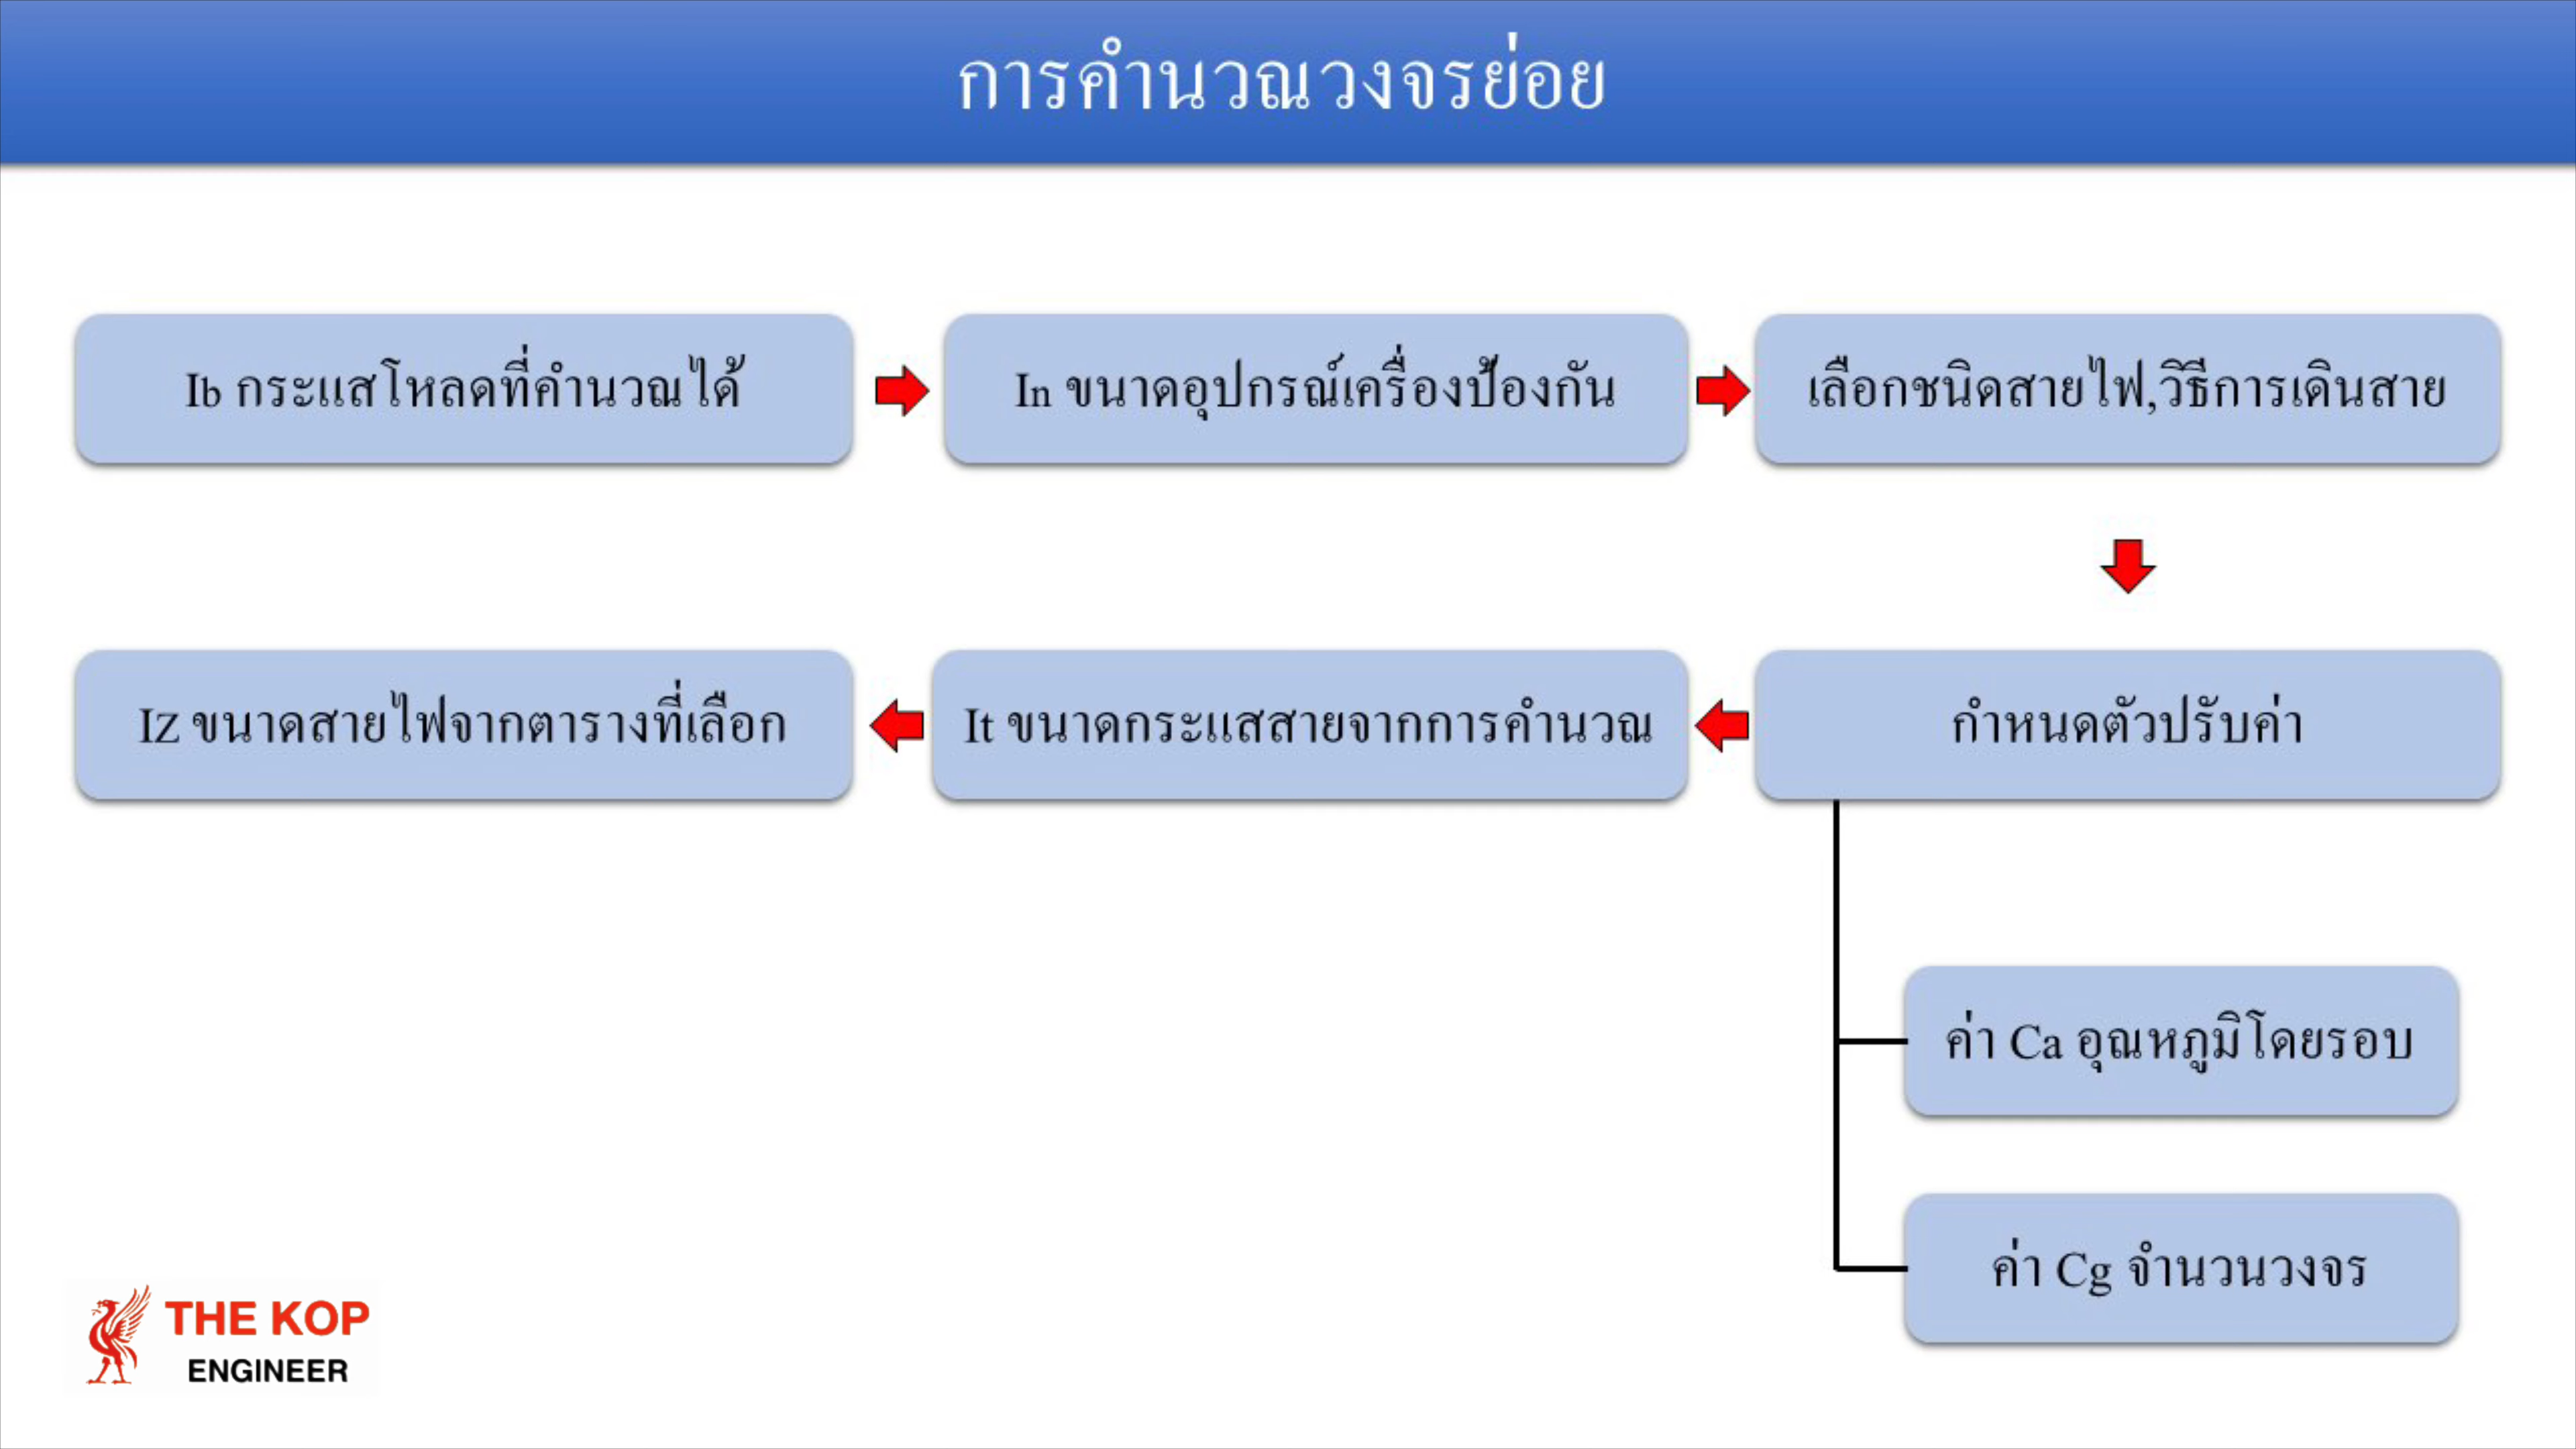 การคำนวณวงจรย่อย
Ib กระแสโหลดที่คำนวณได้
In ขนาดอุปกรณ์เครื่องป้องกัน
เลือกชนิดสายไฟ,วิธีการเดินสาย
IZ ขนาดสายไฟจากตารางที่เลือก
It ขนาดกระแสสายจากการคำนวณ
กำหนดตัวปรับค่า
ค่า Ca อุณหภูมิโดยรอบ
ค่า Cg จำนวนวงจร
THE KOP
ENGINEER